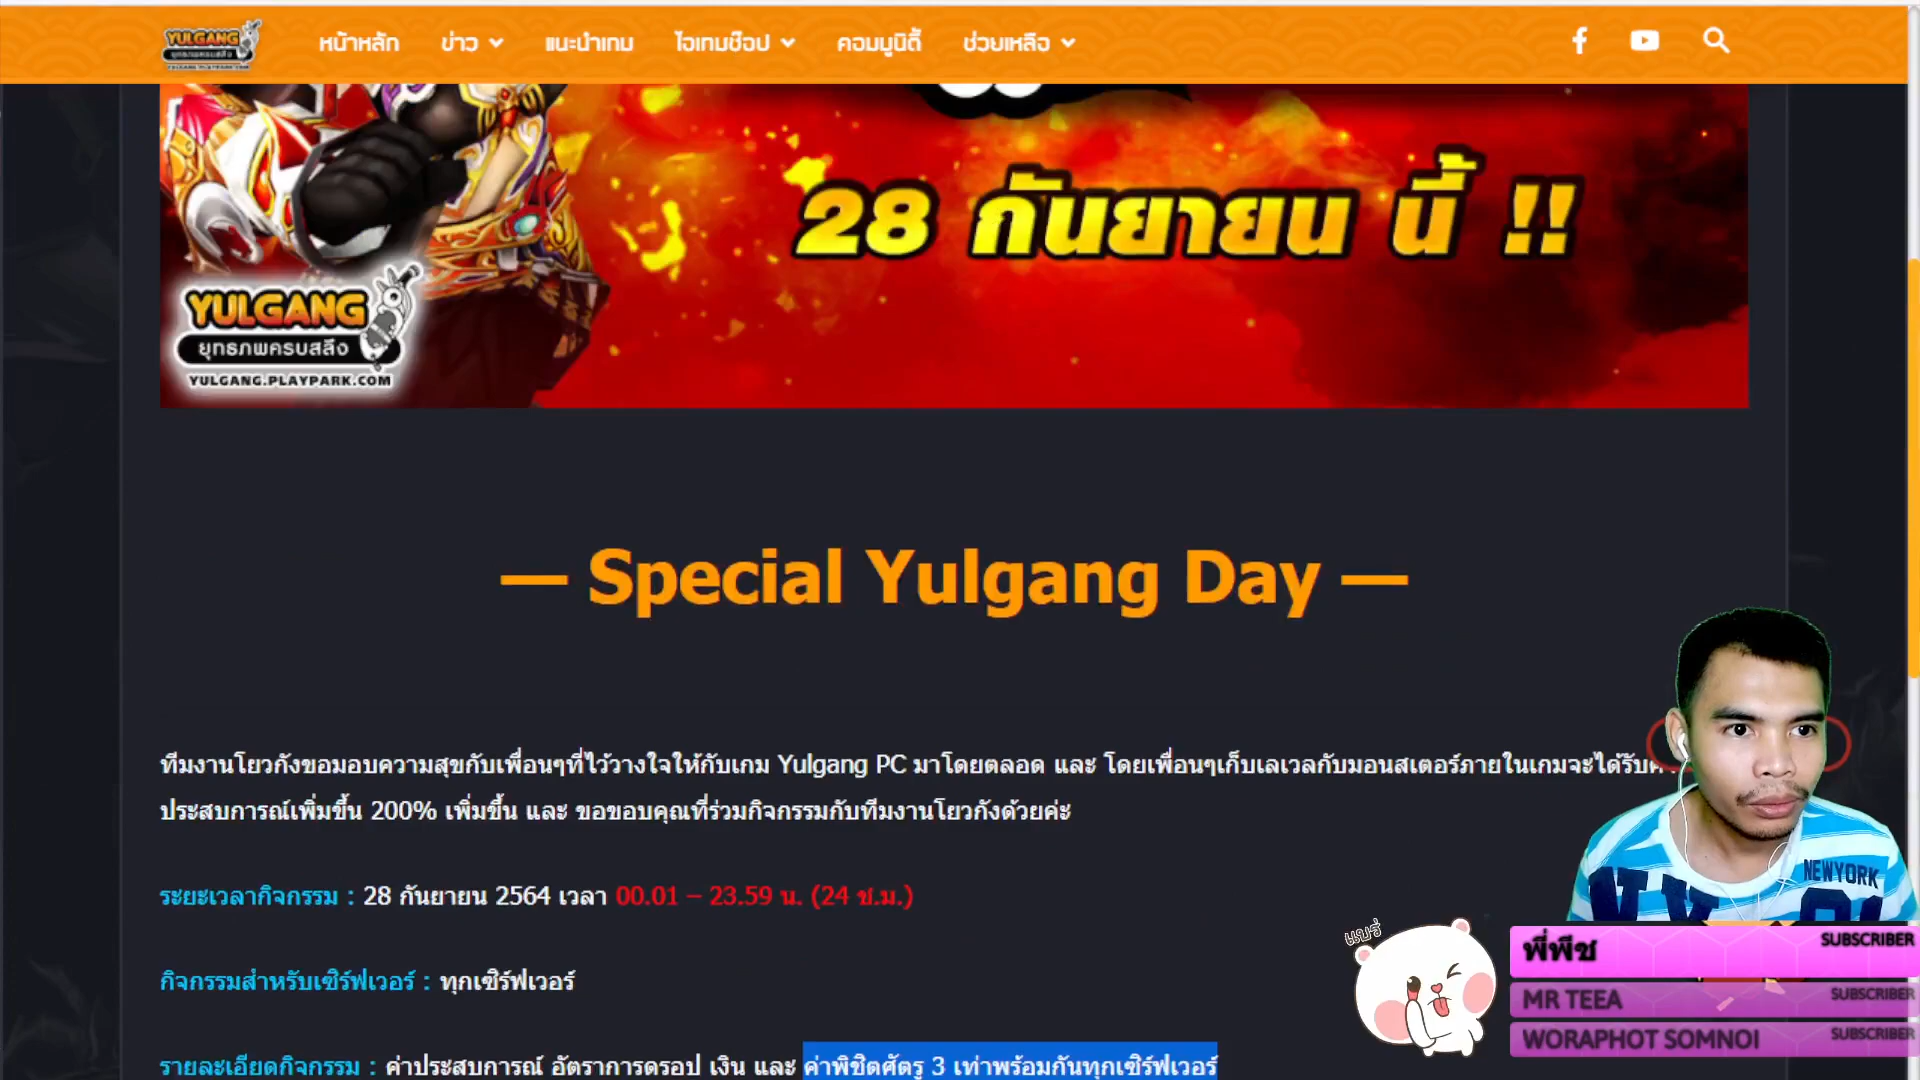 YULGANG
ยุทธภพครบสลึง
YULGANG.PLAYPARK.COM
หน้าหลัก ข่าว แนะนำเกม ไอเทมช็อป คอมมูนิตี้ ช่วยเหลือ
28 กันยายน นี้ !!
YULGANG
ยุทธภพครบสลึง
YULGANG.PLAYPARK.COM
— Special Yulgang Day —
ทีมงานโยวกังขอมอบความสุขกับเพื่อนๆที่ไว้วางใจให้กับเกม Yulgang PC มาโดยตลอด และ โดยเพื่อนๆเก็บเลเวลกับมอนสเตอร์ภายในเกมจะได้รับ
ประสบการณ์เพิ่มขึ้น 200% เพิ่มขึ้น และ ขอขอบคุณที่ร่วมกิจกรรมกับทีมงานโยวกังด้วยค่ะ
ระยะเวลากิจกรรม : 28 กันยายน 2564 เวลา 00.01 – 23.59 น. (24 ช.ม.)
กิจกรรมสำหรับเซิร์ฟเวอร์ : ทุกเซิร์ฟเวอร์
รายละเอียดกิจกรรม : ค่าประสบการณ์ อัตราการดรอป เงิน และ ค่าพิชิตศัตรู 3 เท่าพร้อมกันทุกเซิร์ฟเวอร์
NEWYORK
แบร่
พี่พีช SUBSCRIBER
MR TEEA SUBSCRIBER
WORAPHOT SOMNOI SUBSCRIBER